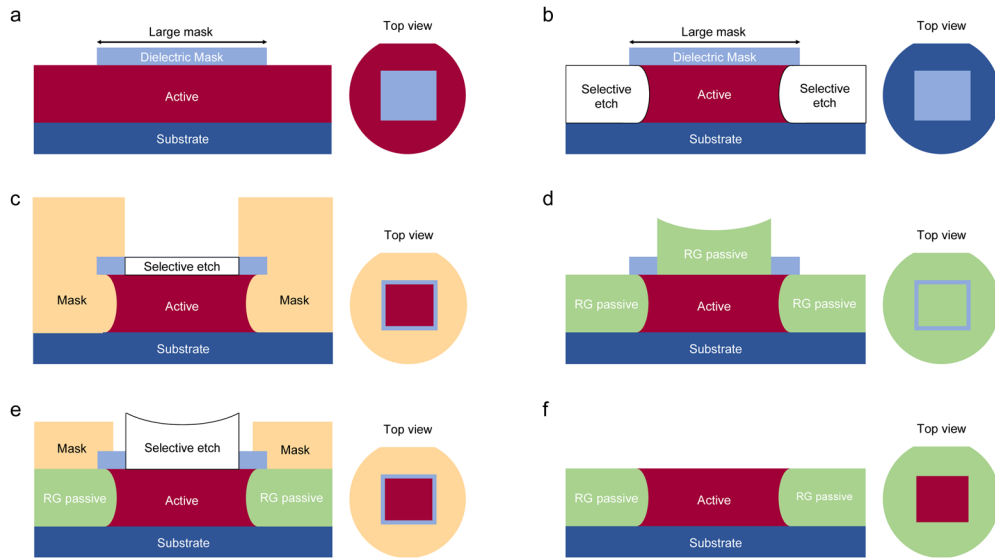 a
Top view
Large mask
Dielectric Mask
Active
Substrate
b
Top view
Large mask
Dielectric Mask
Selective
etch
Active
Selective
etch
Substrate
c
Top view
Selective etch
Mask
Active
Mask
Substrate
d
Top view
RG passive
RG passive
Active
RG passive
Substrate
e
Top view
Mask
Selective etch
Mask
RG passive
Active
RG passive
Substrate
f
Top view
RG passive
Active
RG passive
Substrate